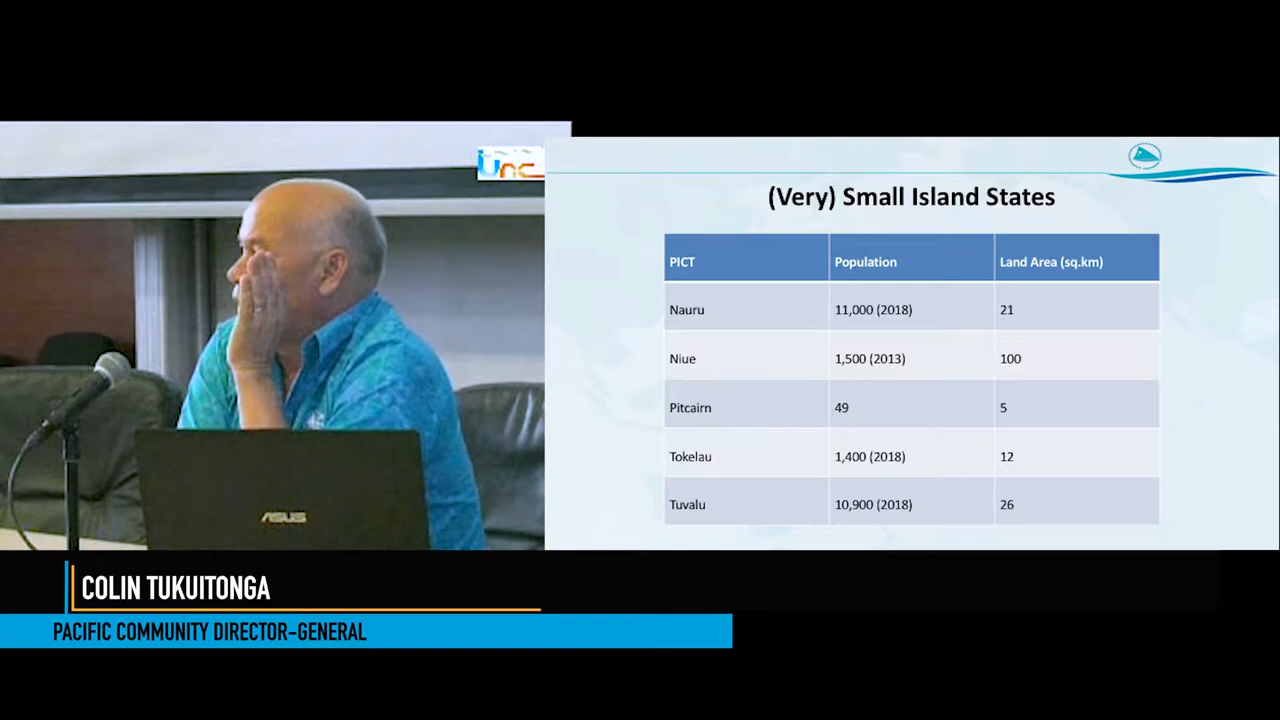 Unc
(Very) Small Island States
PICT Population Land Area (sq.km)
Nauru 11,000 (2018) 21
Niue 1,500 (2013) 100
Pitcairn 49 5
Tokelau 1,400 (2018) 12
Tuvalu 10,900 (2018) 26
ASUS
COLIN TUKUITONGA
PACIFIC COMMUNITY DIRECTOR-GENERAL